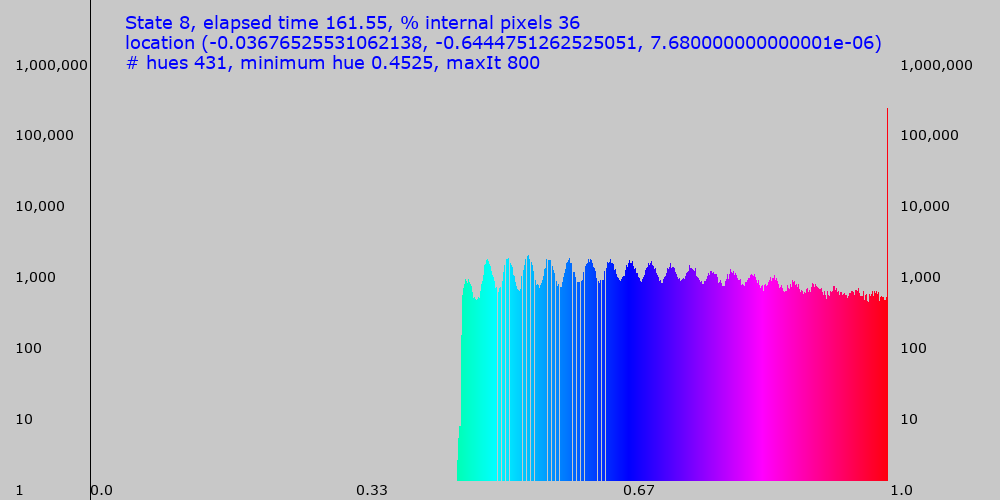 State 8, elapsed time 161.55, % internal pixels 36
location (-0.03676525531062138, -0.6444751262525051, 7.680000000000001e-06)
# hues 431, minimum hue 0.4525, maxIt 800
1,000,000 1,000,000
100,000 100,000
10,000 10,000
1,000 1,000
100 100
10 10
1 0.0 0.33 0.67 1.0